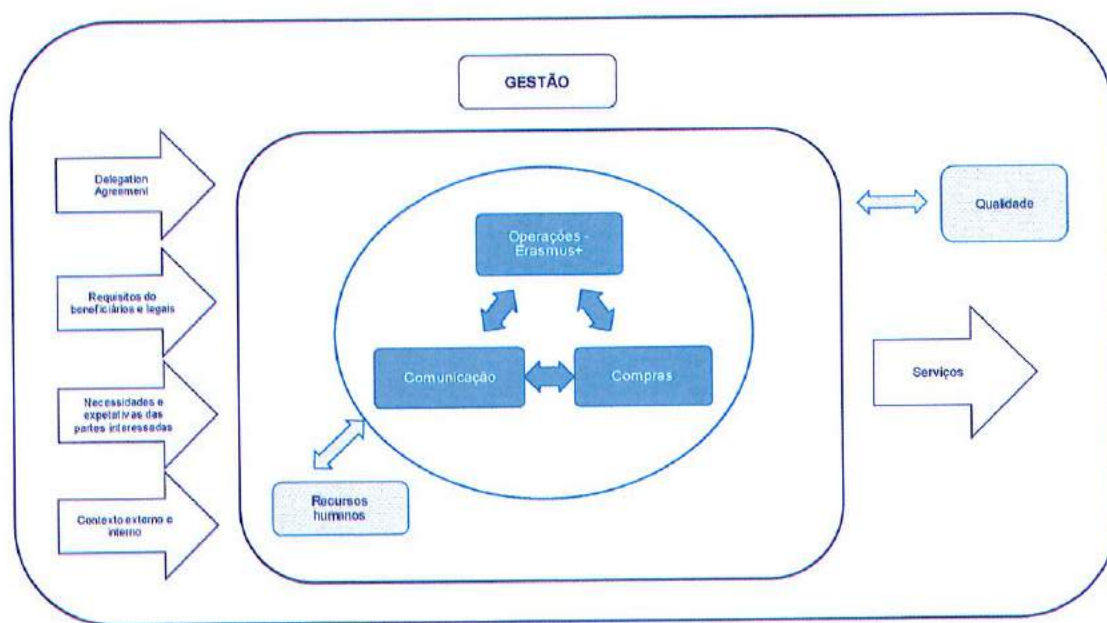 GESTÃO
Delegation
Agreement
Requisitos do
beneficiários e legais
Necessidades e
expetativas das
partes interessadas
Contexto externo e
interno
Operações -
Erasmus+
Comunicação
Compras
Recursos
humanos
Qualidade
Serviços